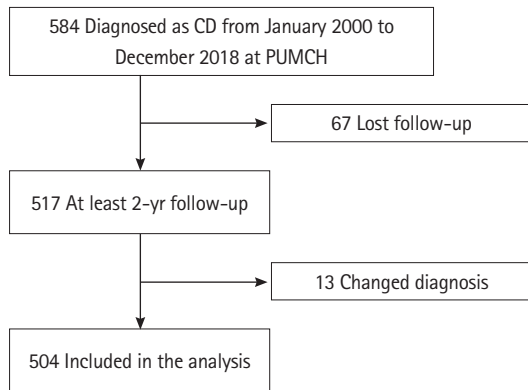 584 Diagnosed as CD from January 2000 to
December 2018 at PUMCH
67 Lost follow-up
517 At least 2-yr follow-up
13 Changed diagnosis
504 Included in the analysis